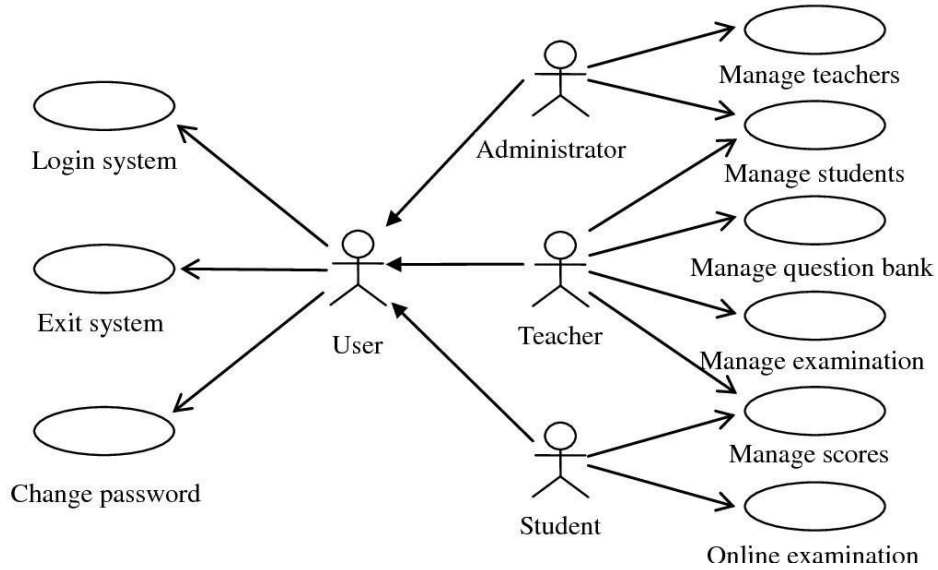 Manage teachers
Administrator
Login system
Manage students
Manage question bank
Exit system
User
Teacher
Manage examination
Manage scores
Change password
Student
Online examination